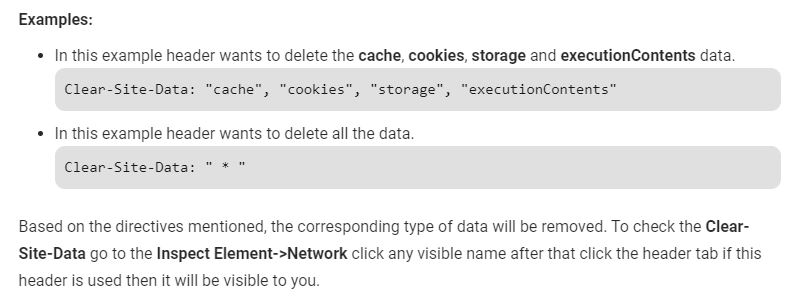 Examples:
• In this example header wants to delete the cache, cookies, storage and executionContents data.
Clear-Site-Data: "cache", "cookies", "storage", "executionContents"
• In this example header wants to delete all the data.
Clear-Site-Data: " * "
Based on the directives mentioned, the corresponding type of data will be removed. To check the Clear-
Site-Data go to the Inspect Element->Network click any visible name after that click the header tab if this
header is used then it will be visible to you.